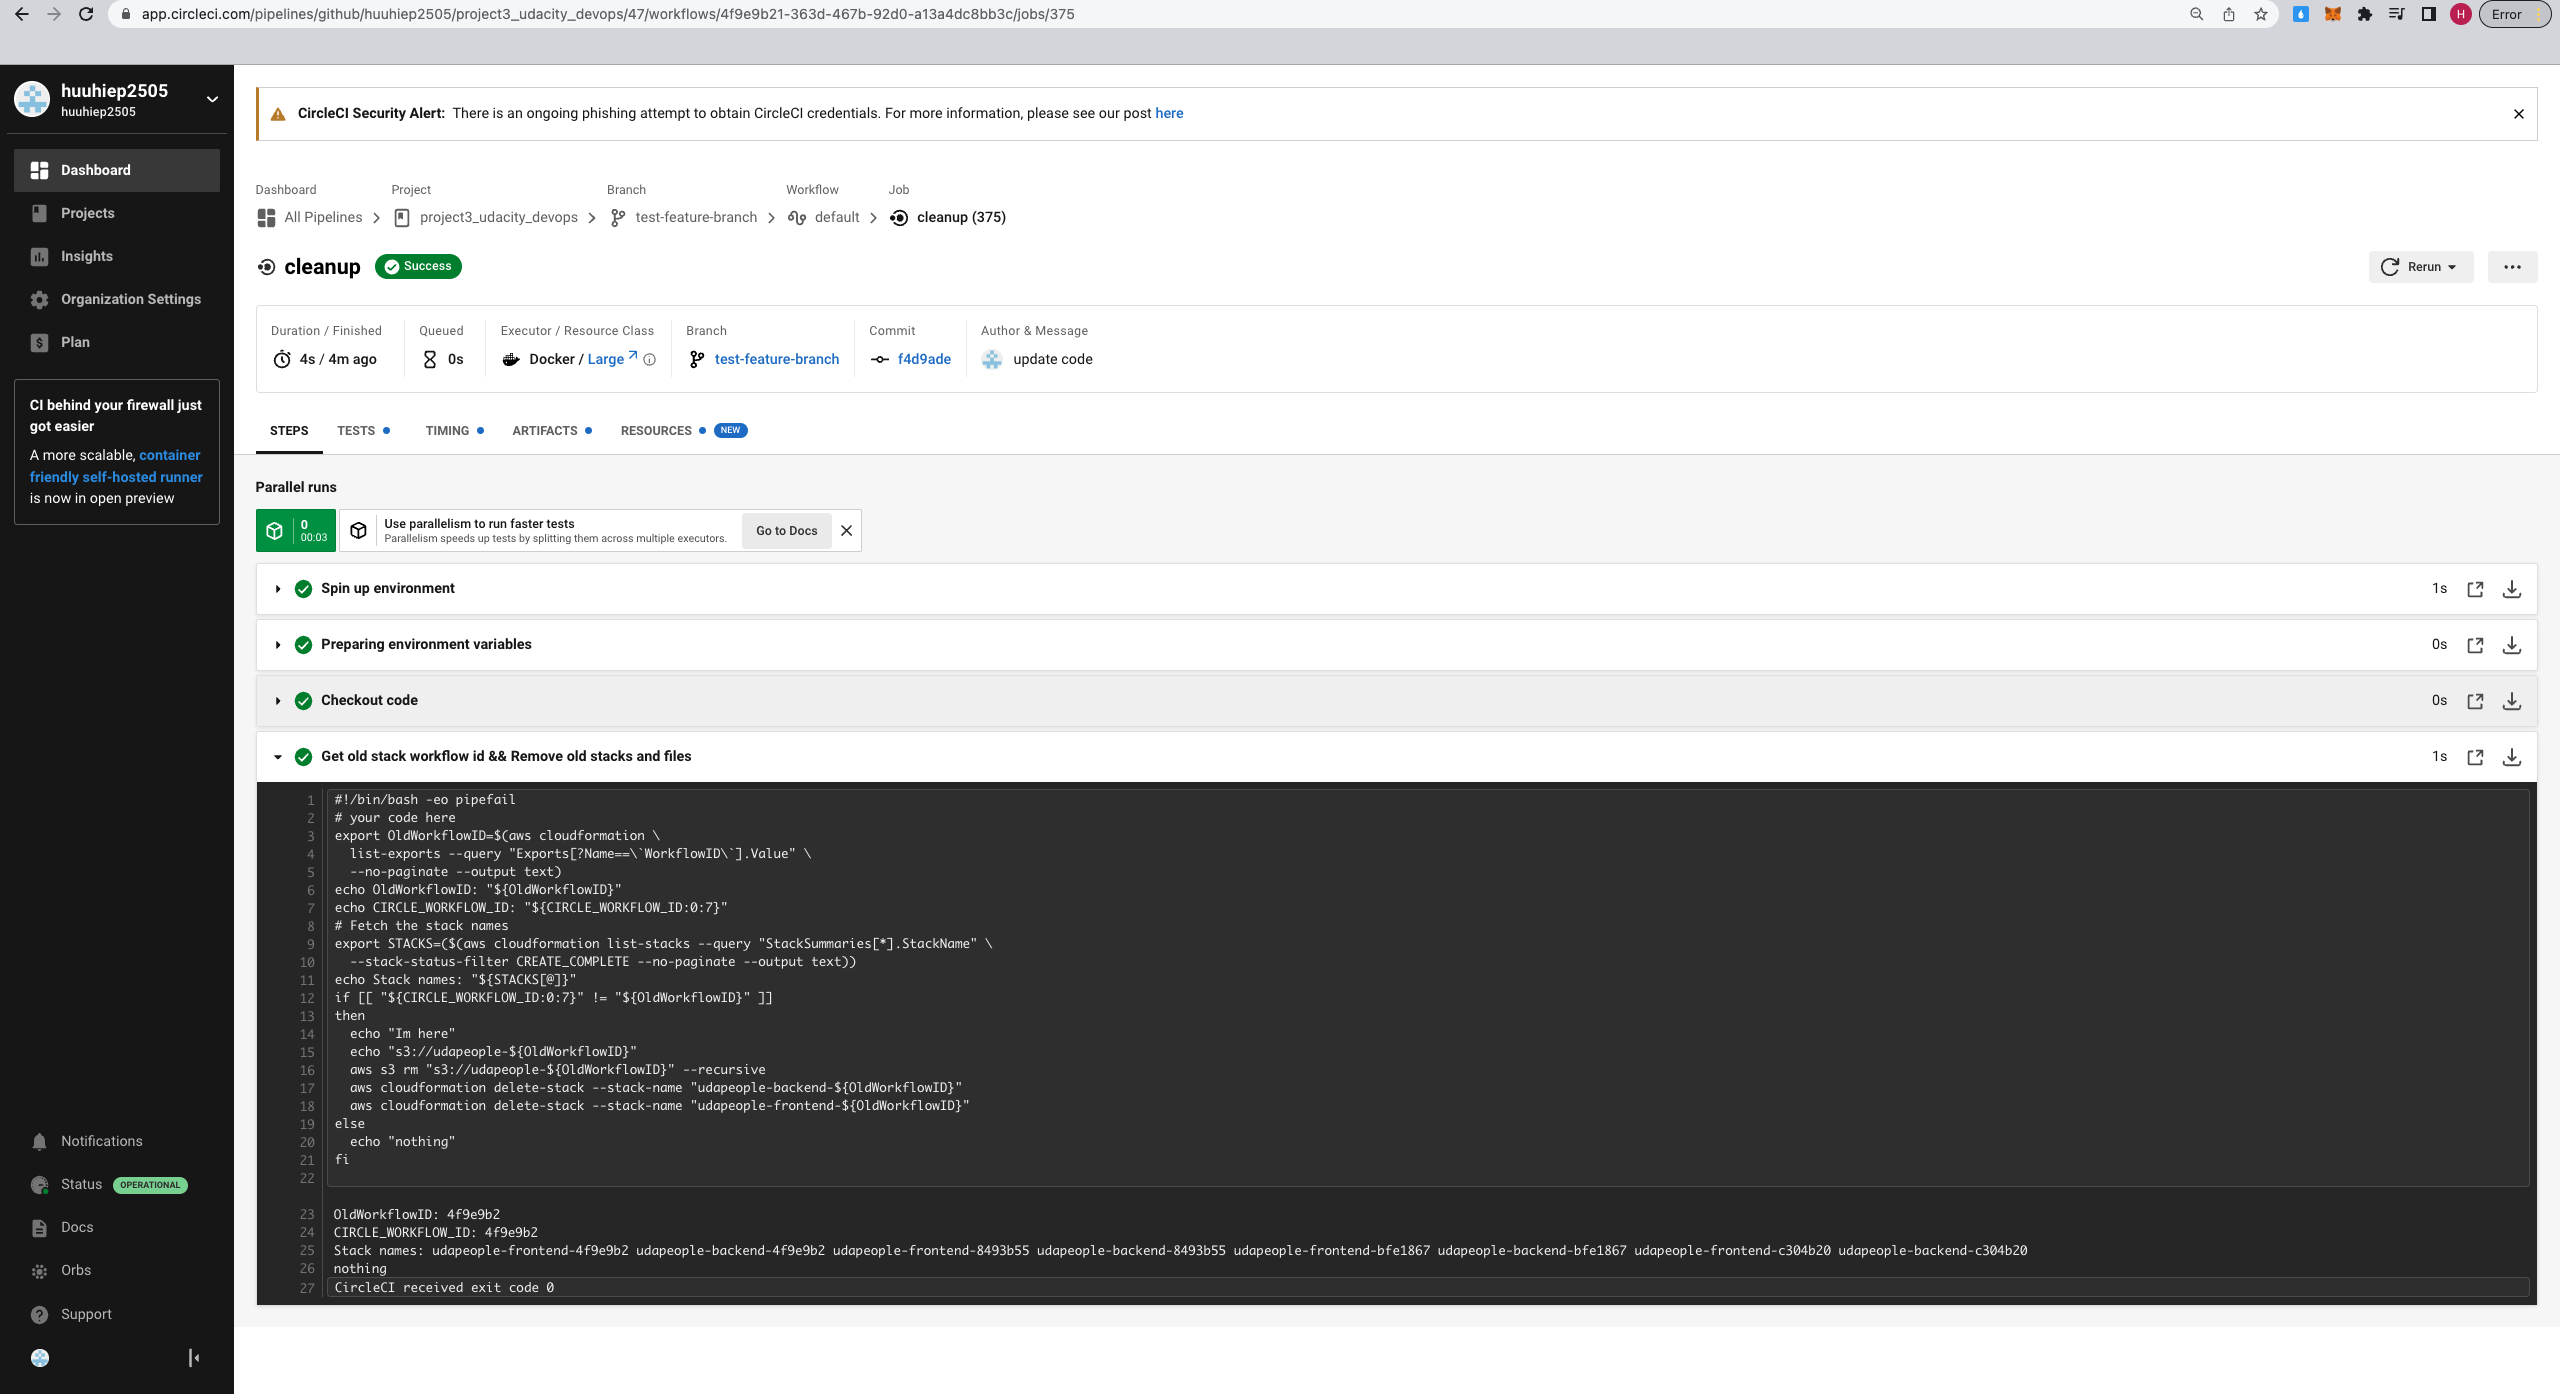 app.circleci.com/pipelines/github/huuhiep2505/project3_udacity_devops/47/workflows/4f9e9b21-363d-467b-92d0-a13a4dc8bb3c/jobs/375
H
Error
huuhiep2505
huuhiep2505
Dashboard
Projects
Insights
Organization Settings
Plan
CI behind your firewall just
got easier
A more scalable, container
friendly self-hosted runner
is now in open preview
Notifications
Status OPERATIONAL
Docs
Orbs
Support
CircleCI Security Alert: There is an ongoing phishing attempt to obtain CircleCI credentials. For more information, please see our post here
Dashboard Project Branch Workflow Job
All Pipelines project3_udacity_devops test-feature-branch default cleanup (375)
cleanup Success
Rerun
Duration / Finished Queued Executor / Resource Class Branch Commit Author & Message
4s / 4m ago 0s Docker / Large test-feature-branch f4d9ade update code
STEPS TESTS TIMING ARTIFACTS RESOURCES NEW
Parallel runs
0
00:03
Use parallelism to run faster tests
Parallelism speeds up tests by splitting them across multiple executors.
Go to Docs
Spin up environment 1s
Preparing environment variables 0s
Checkout code 0s
Get old stack workflow id && Remove old stacks and files 1s
1 #!/bin/bash -eo pipefail
2 # your code here
3 export OldWorkflowID=$(aws cloudformation \
4   list-exports --query "Exports[?Name==\`WorkflowID\`].Value" \
5   --no-paginate --output text)
6 echo OldWorkflowID: "${OldWorkflowID}"
7 echo CIRCLE_WORKFLOW_ID: "${CIRCLE_WORKFLOW_ID:0:7}"
8 # Fetch the stack names
9 export STACKS=($(aws cloudformation list-stacks --query "StackSummaries[*].StackName" \
10   --stack-status-filter CREATE_COMPLETE --no-paginate --output text))
11 echo Stack names: "${STACKS[@]}"
12 if [[ "${CIRCLE_WORKFLOW_ID:0:7}" != "${OldWorkflowID}" ]]
13 then
14   echo "Im here"
15   echo "s3://udapeople-${OldWorkflowID}"
16   aws s3 rm "s3://udapeople-${OldWorkflowID}" --recursive
17   aws cloudformation delete-stack --stack-name "udapeople-backend-${OldWorkflowID}"
18   aws cloudformation delete-stack --stack-name "udapeople-frontend-${OldWorkflowID}"
19 else
20   echo "nothing"
21 fi
22
23 OldWorkflowID: 4f9e9b2
24 CIRCLE_WORKFLOW_ID: 4f9e9b2
25 Stack names: udapeople-frontend-4f9e9b2 udapeople-backend-4f9e9b2 udapeople-frontend-8493b55 udapeople-backend-8493b55 udapeople-frontend-bfe1867 udapeople-backend-bfe1867 udapeople-frontend-c304b20 udapeople-backend-c304b20
26 nothing
27 CircleCI received exit code 0